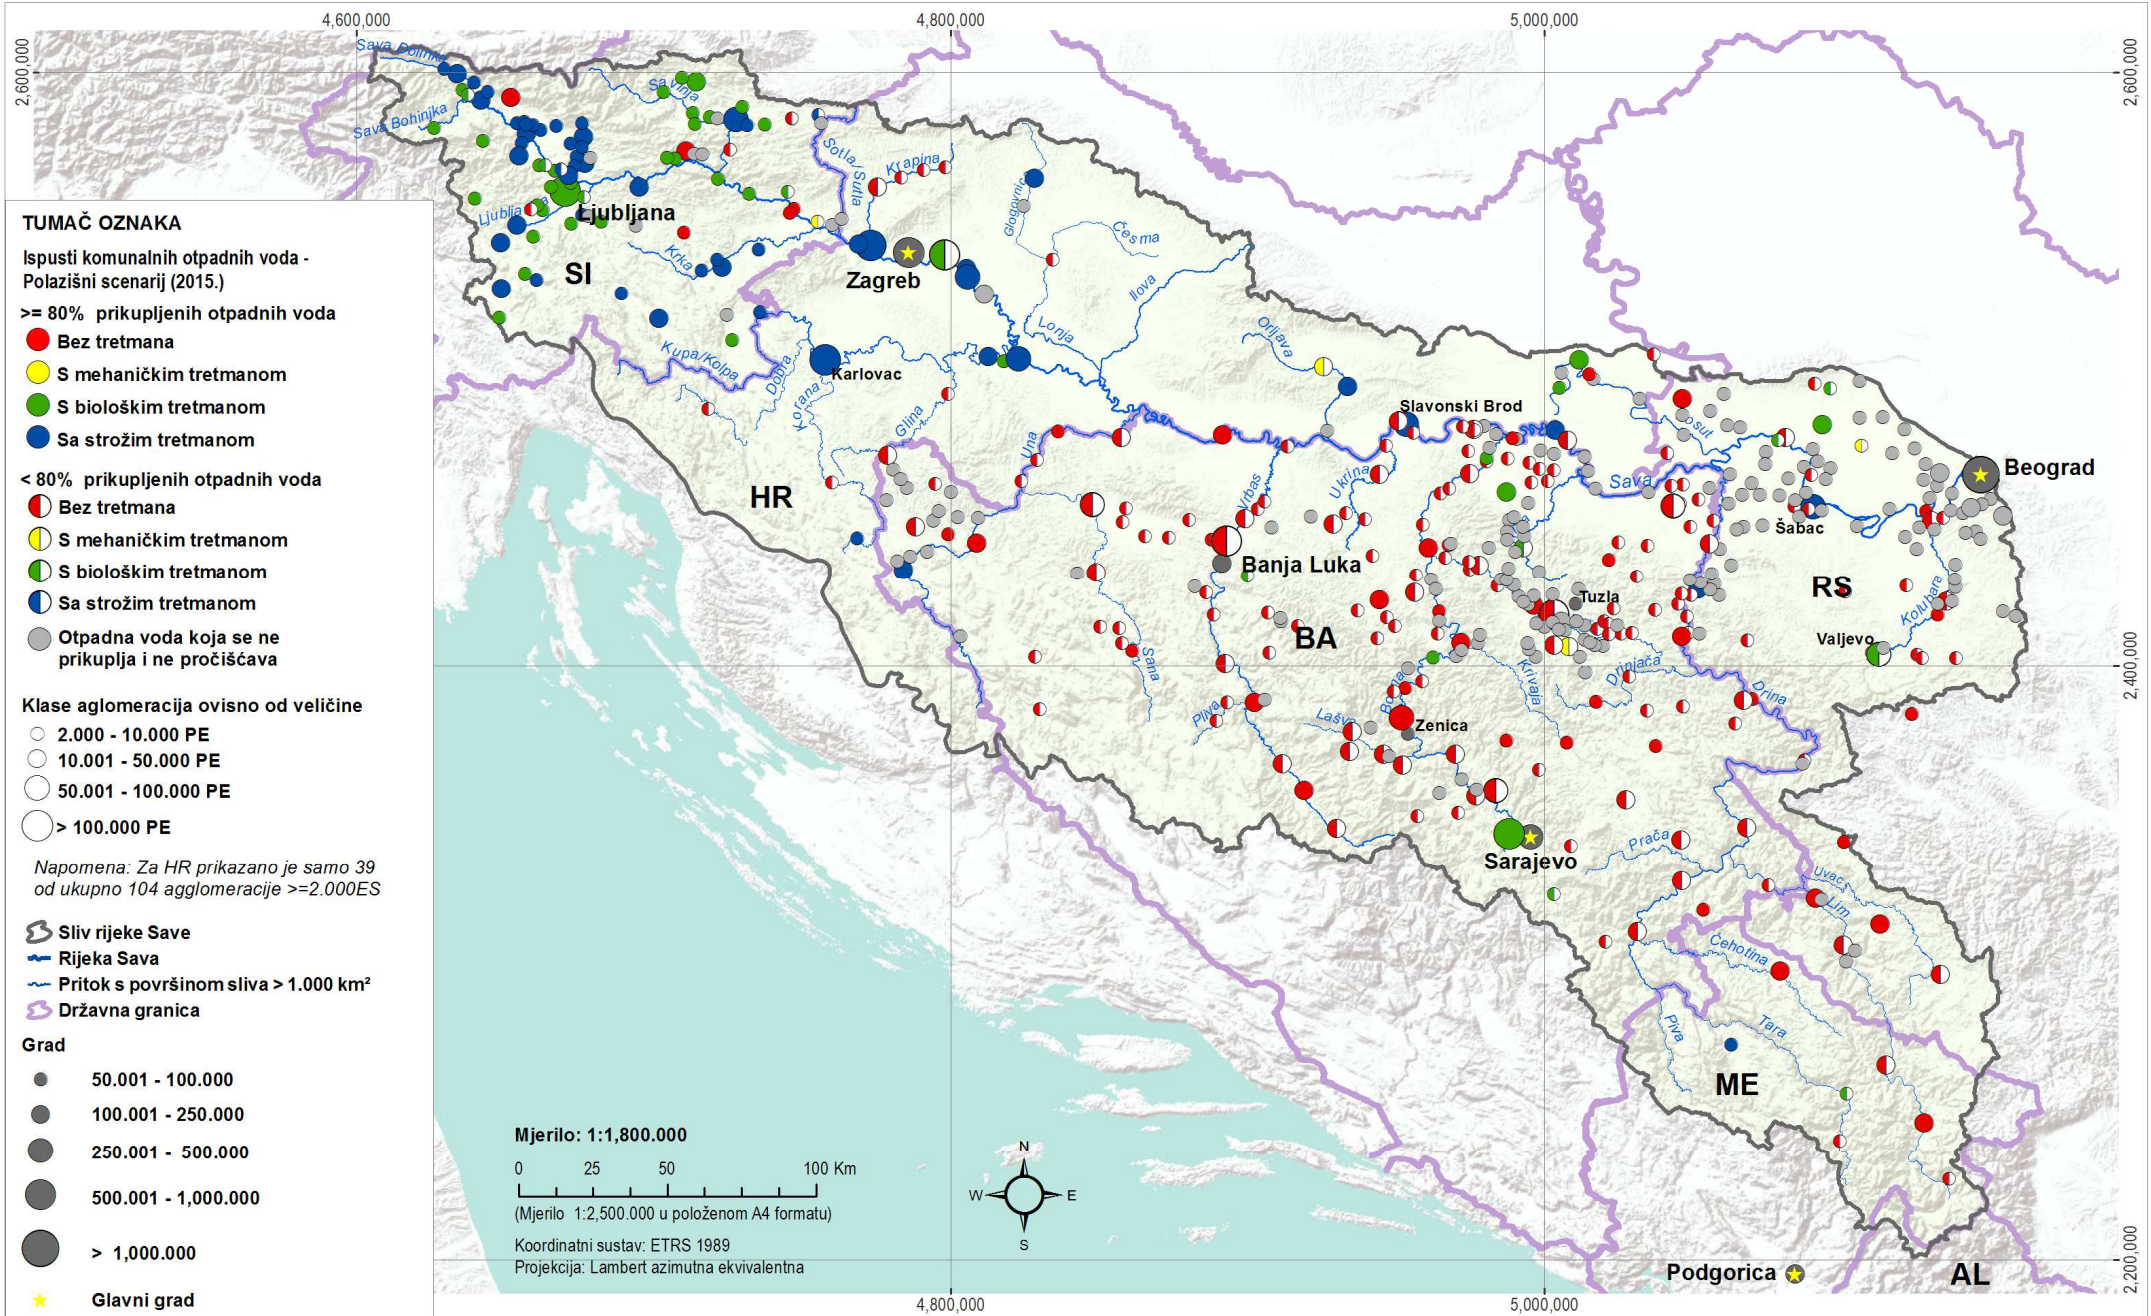 4,600,000
4,800,000
5,000,000
2,600,000
2,600,000
Sava Dolinka
Sava Bohinjka
Savinja
Sotla/Sutla
Krapina
Glogovnica
Česma
Ljubljana
Krka
SI
Zagreb
Ilova
Lonja
Orljava
Kupa/Kolpa
Dobra
Korana
Karlovac
Glina
Slavonski Brod
HR
Una
Vrbas
Ukrina
Sava
Beograd
Šabac
Banja Luka
RS
Kolubara
Tuzla
BA
Valjevo
Sana
Bosna
Krivaja
Drinjača
2,400,000
Drina
Pliva
Lašva
Zenica
Sarajevo
Prača
Uvac
Lim
Ćehotina
Piva
Tara
ME
Podgorica
AL
2,200,000
4,800,000
5,000,000
TUMAČ OZNAKA
Ispusti komunalnih otpadnih voda -
Polazišni scenarij (2015.)
>= 80% prikupljenih otpadnih voda
Bez tretmana
S mehaničkim tretmanom
S biološkim tretmanom
Sa strožim tretmanom
< 80% prikupljenih otpadnih voda
Bez tretmana
S mehaničkim tretmanom
S biološkim tretmanom
Sa strožim tretmanom
Otpadna voda koja se ne
prikuplja i ne pročišćava
Klase aglomeracija ovisno od veličine
2.000 - 10.000 PE
10.001 - 50.000 PE
50.001 - 100.000 PE
> 100.000 PE
Napomena: Za HR prikazano je samo 39
od ukupno 104 agglomeracije >=2.000ES
Sliv rijeke Save
Rijeka Sava
Pritok s površinom sliva > 1.000 km²
Državna granica
Grad
50.001 - 100.000
100.001 - 250.000
250.001 - 500.000
500.001 - 1,000.000
> 1,000.000
Glavni grad
Mjerilo: 1:1,800.000
0 25 50 100 Km
(Mjerilo 1:2,500.000 u položenom A4 formatu)
Koordinatni sustav: ETRS 1989
Projekcija: Lambert azimutna ekvivalentna
N
W E
S